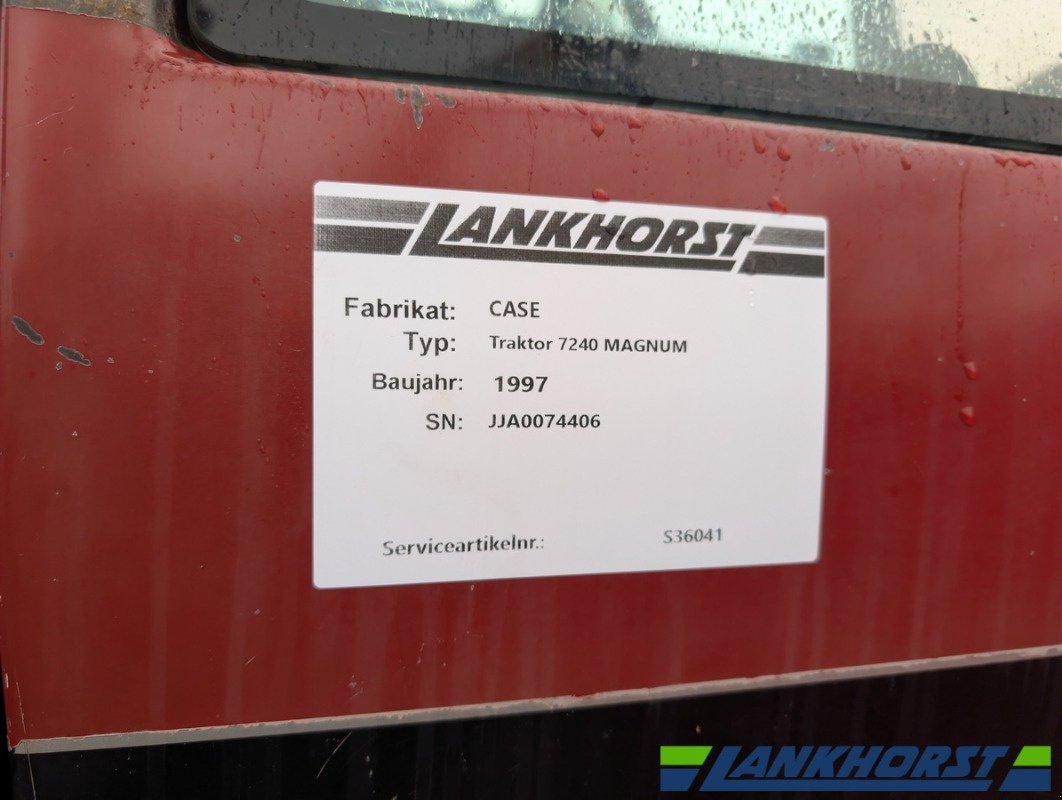 LANKHORST
Fabrikat: CASE
Typ: Traktor 7240 MAGNUM
Baujahr: 1997
SN: JJA0074406
Serviceartikelnr.: S36041
LANKHORST